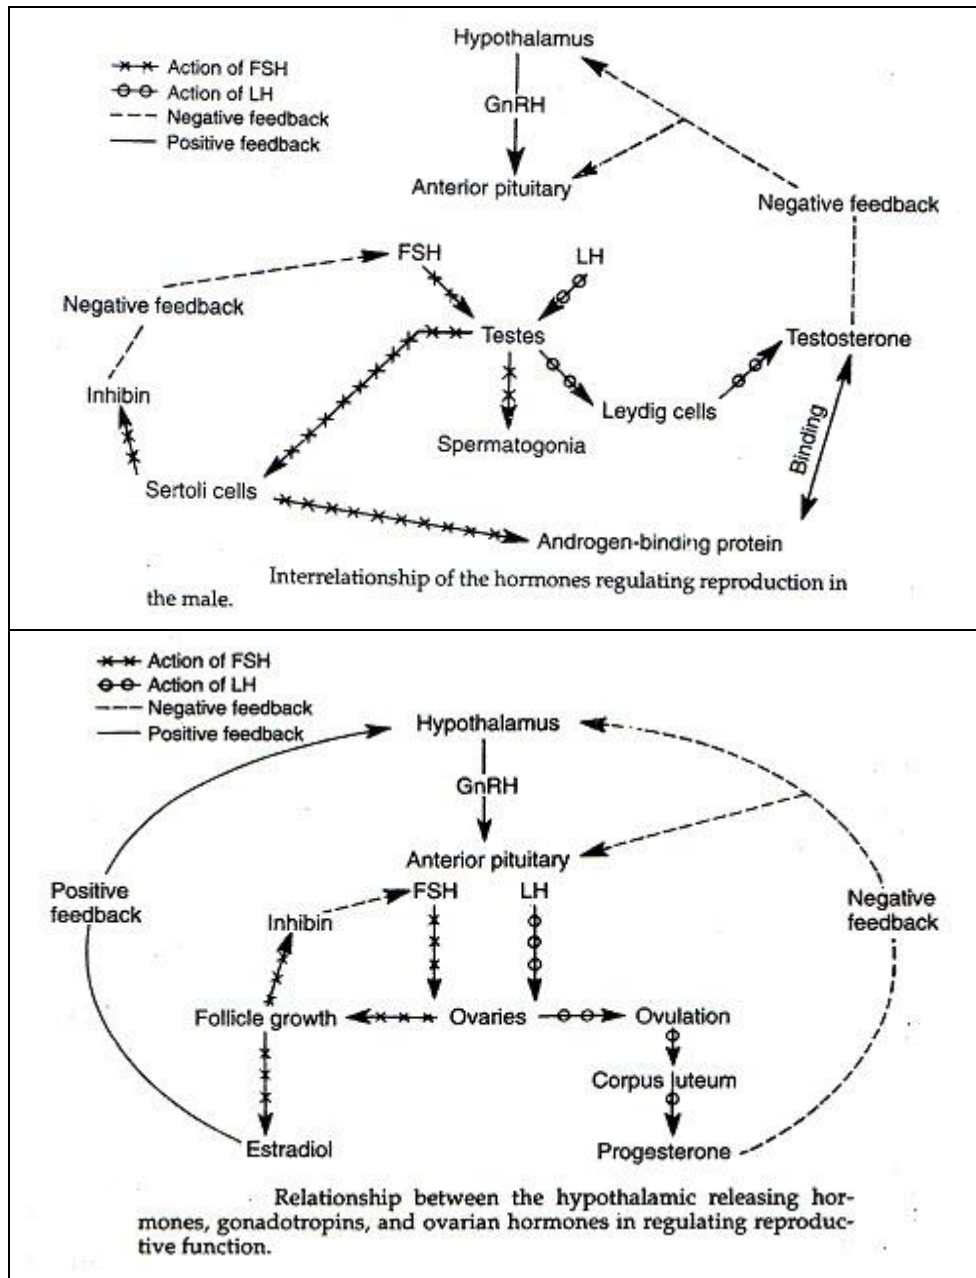 Hypothalamus
Action of FSH
Action of LH
Negative feedback
Positive feedback
GnRH
Anterior pituitary
Negative feedback
FSH
LH
Negative feedback
Testes
Testosterone
Inhibin
Leydig cells
Spermatogonia
Binding
Sertoli cells
Androgen-binding protein
Interrelationship of the hormones regulating reproduction in
the male.
Action of FSH
Action of LH
Negative feedback
Positive feedback
Hypothalamus
GnRH
Anterior pituitary
FSH
LH
Positive
feedback
Negative
feedback
Inhibin
Follicle growth
Ovaries
Ovulation
Corpus luteum
Estradiol
Progesterone
Relationship between the hypothalamic releasing hor-
mones, gonadotropins, and ovarian hormones in regulating reproduc-
tive function.